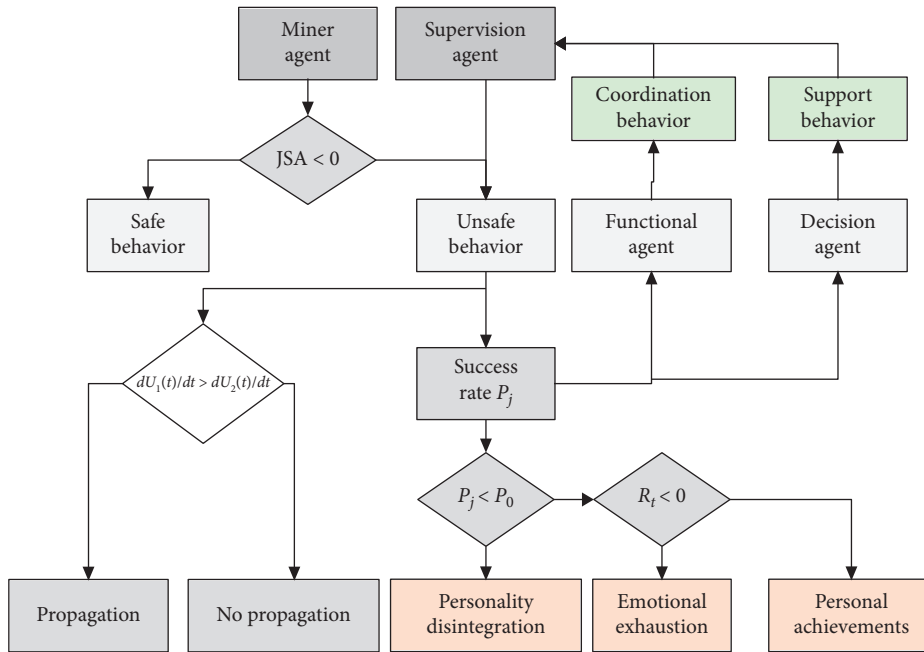 Miner
agent
Supervision
agent
Coordination
behavior
Support
behavior
JSA < 0
Safe
behavior
Unsafe
behavior
Functional
agent
Decision
agent
dU₁(t)/dt > dU₂(t)/dt
Success
rate Pⱼ
Pⱼ < P₀
Rₜ < 0
Propagation
No propagation
Personality
disintegration
Emotional
exhaustion
Personal
achievements